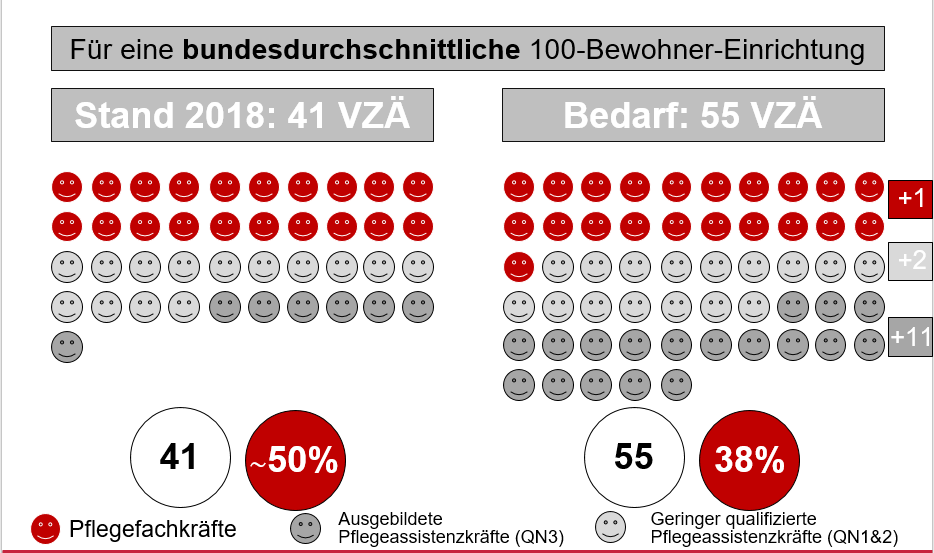 Für eine bundesdurchschnittliche 100-Bewohner-Einrichtung
Stand 2018: 41 VZÄ
Bedarf: 55 VZÄ
+1
+2
+11
41
~50%
55
38%
Pflegefachkräfte
Ausgebildete
Pflegeassistenzkräfte (QN3)
Geringer qualifizierte
Pflegeassistenzkräfte (QN1&2)